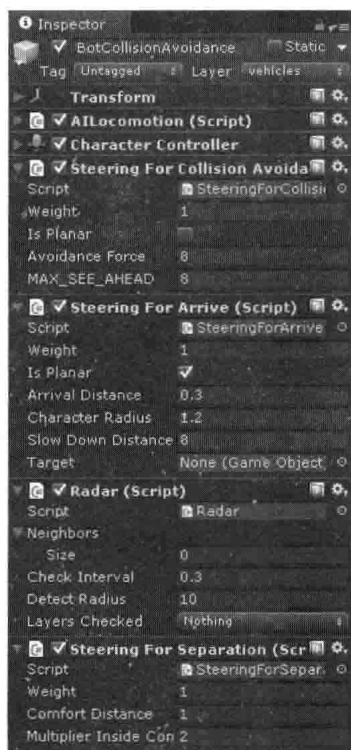 Inspector
BotCollisionAvoidance Static
Tag Untagged Layer vehicles
Transform
AILocomotion (Script)
Character Controller
Steering For Collision Avoida
Script SteeringForCollisi
Weight 1
Is Planar
Avoidance Force 8
MAX_SEE_AHEAD 8
Steering For Arrive (Script)
Script SteeringForArrive
Weight 1
Is Planar
Arrival Distance 0.3
Character Radius 1.2
Slow Down Distance 8
Target None (Game Object
Radar (Script)
Script Radar
Neighbors
Size 0
Check Interval 0.3
Detect Radius 10
Layers Checked Nothing
Steering For Separation (Scr
Script SteeringForSepar
Weight 1
Comfort Distance 1
Multiplier Inside Con 2